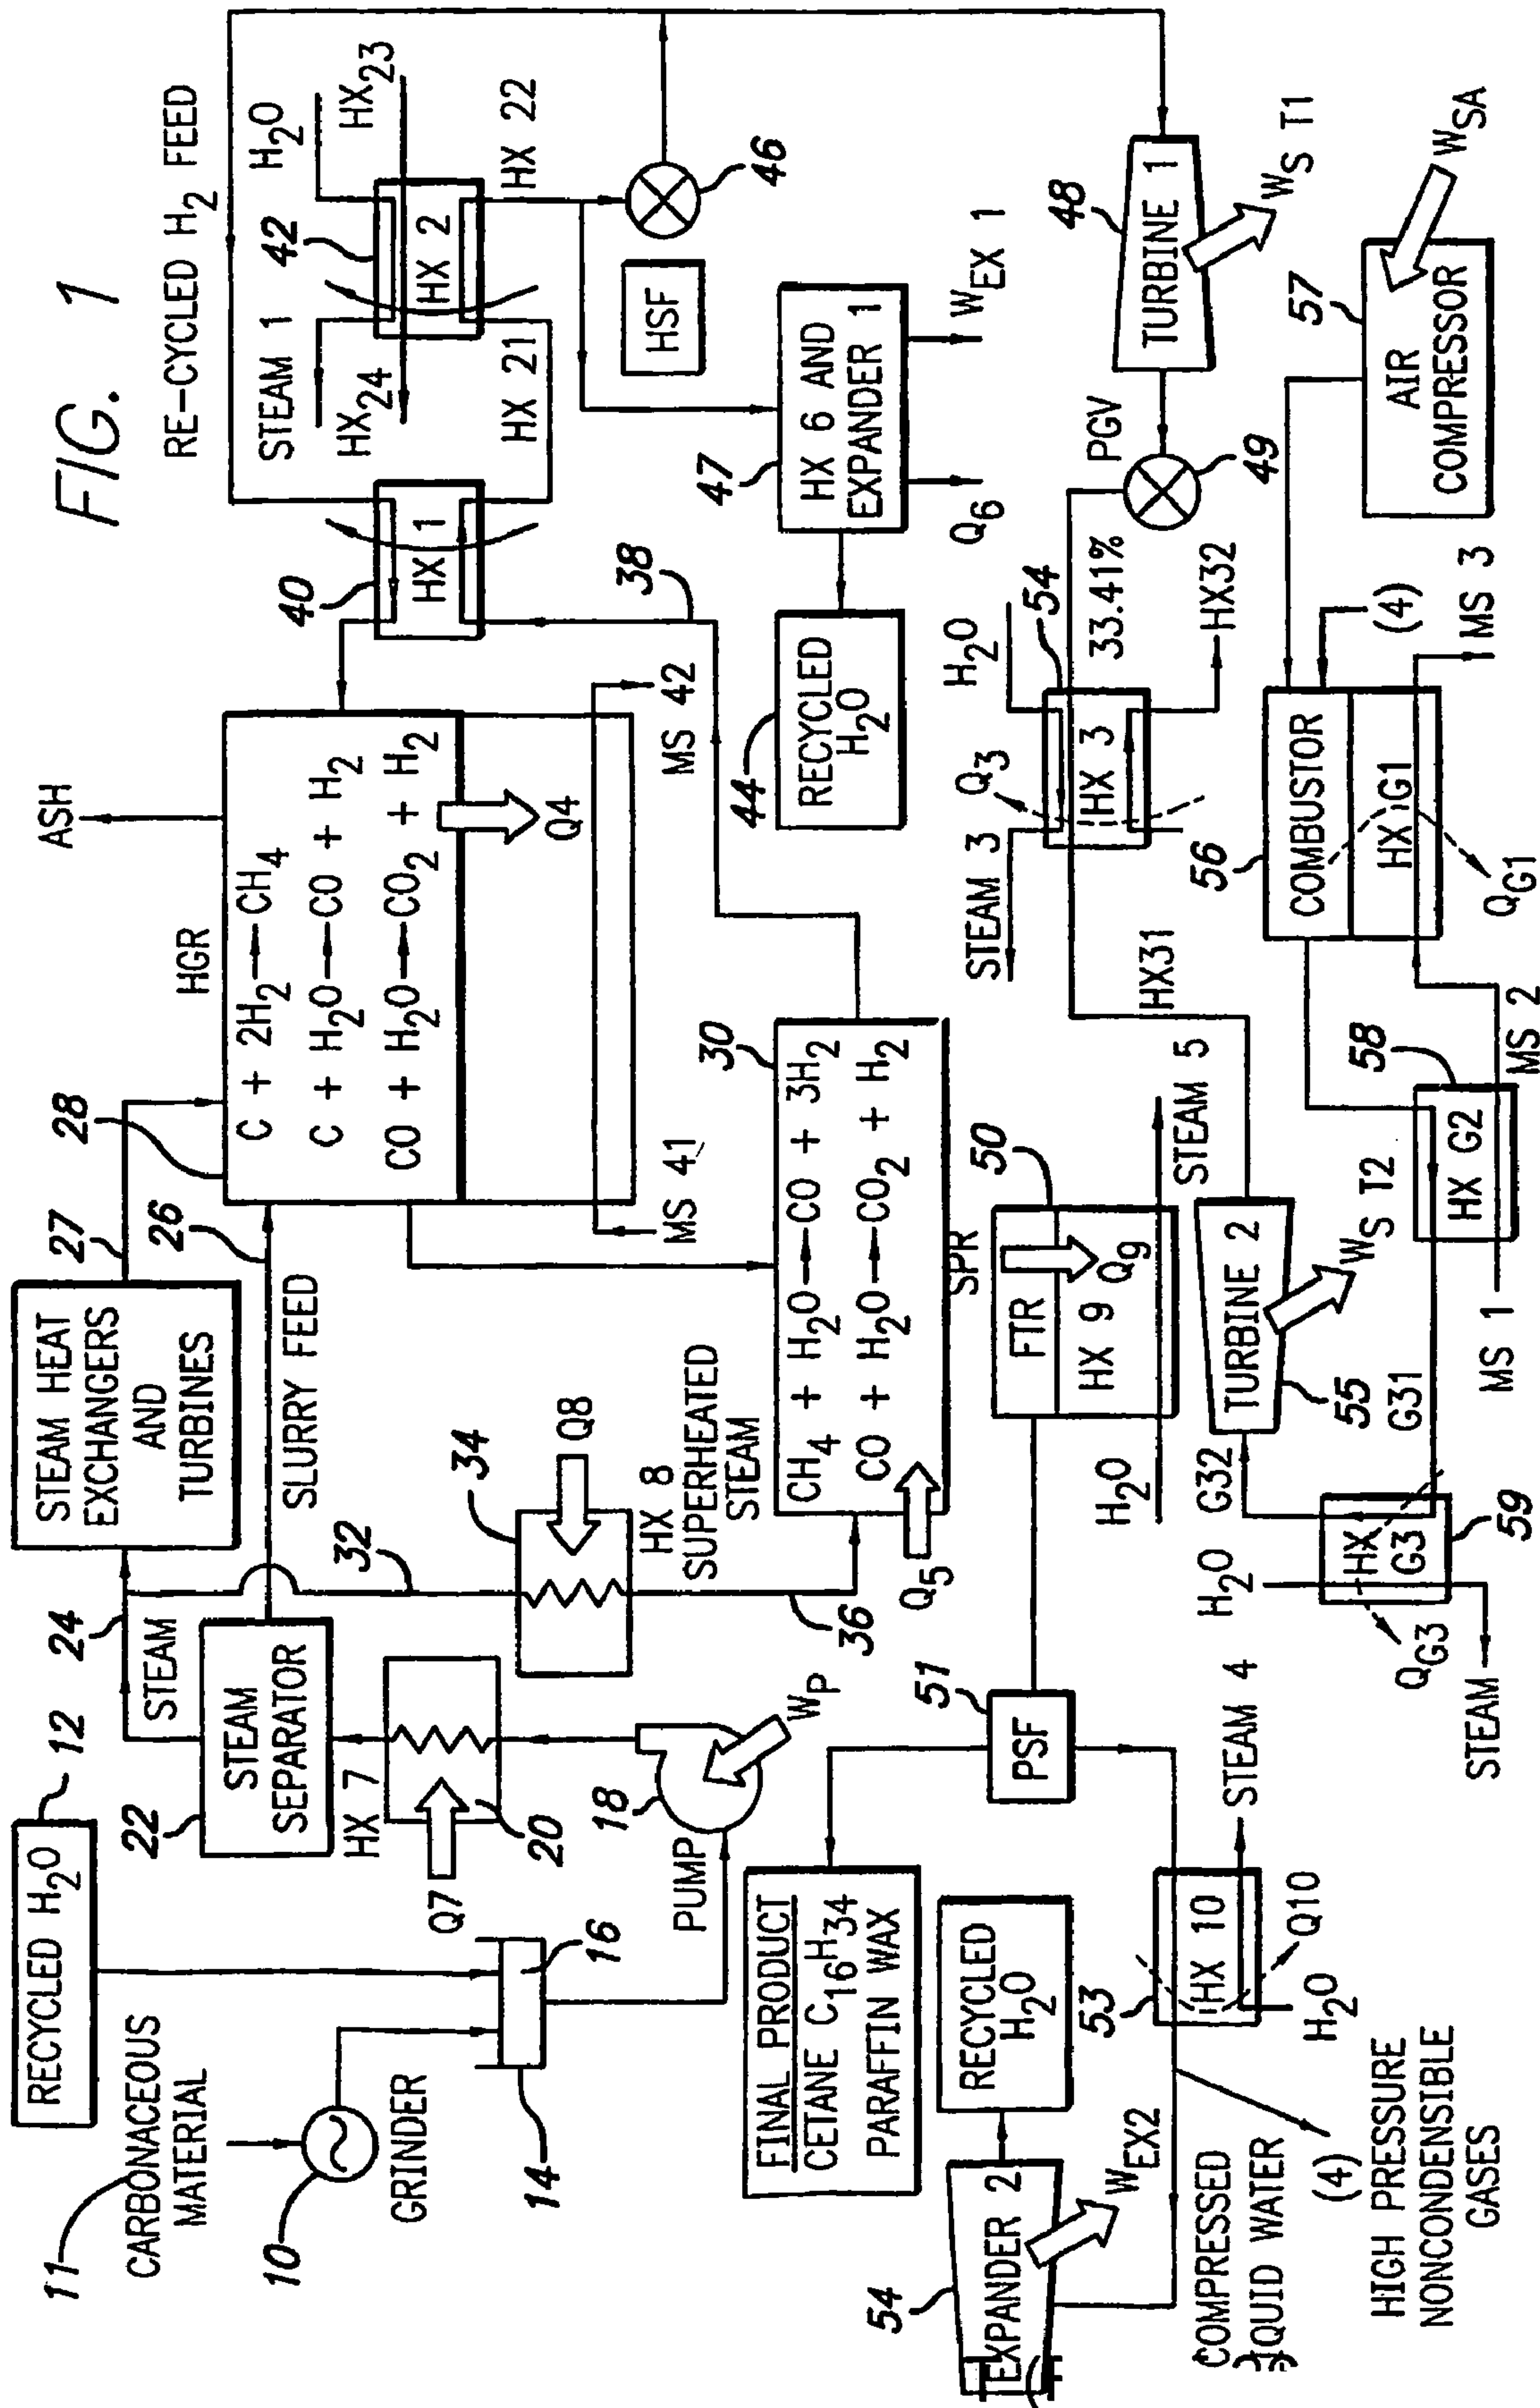 FIG. 1
RECYCLED H2O
12
11
CARBONACEOUS
MATERIAL
10
GRINDER
14
16
PUMP
18
WP
HX 7
Q7
20
22
STEAM
SEPARATOR
STEAM
24
STEAM HEAT
EXCHANGERS
AND
TURBINES
27
26
SLURRY FEED
32
34
Q8
HX 8
SUPERHEATED
STEAM
36
28
HGR
ASH
C + 2H2 → CH4
C + H2O → CO + H2
CO + H2O → CO2 + H2
Q4
MS 41
MS 42
30
CH4 + H2O → CO + 3H2
CO + H2O → CO2 + H2
Q5
SPR
38
40
HX 1
RE-CYCLED H2 FEED
STEAM 1
42
H2O
HX23
HX24
HX 2
HX 21
HX 22
46
HSF
47
HX 6 AND
EXPANDER 1
WEX 1
Q6
44
RECYCLED
H2O
48
TURBINE 1
WS T1
PGV
49
33.41%
54
H2O
Q3
HX 3
HX32
STEAM 3
HX31
50
FTR
HX 9
Q9
H2O
STEAM 5
51
PSF
FINAL PRODUCT
CETANE C16H34
PARAFFIN WAX
RECYCLED
H2O
53
HX 10
STEAM 4
Q10
H2O
54
EXPANDER 2
WEX2
COMPRESSED
LIQUID WATER
(4)
HIGH PRESSURE
NONCONDENSIBLE
GASES
TURBINE 2
55
WS T2
G32
G31
H2O
HX
G3
59
QG3
STEAM
58
HX G2
MS 1
MS 2
56
COMBUSTOR
HX G1
QG1
(4)
MS 3
57
AIR
COMPRESSOR
WSA